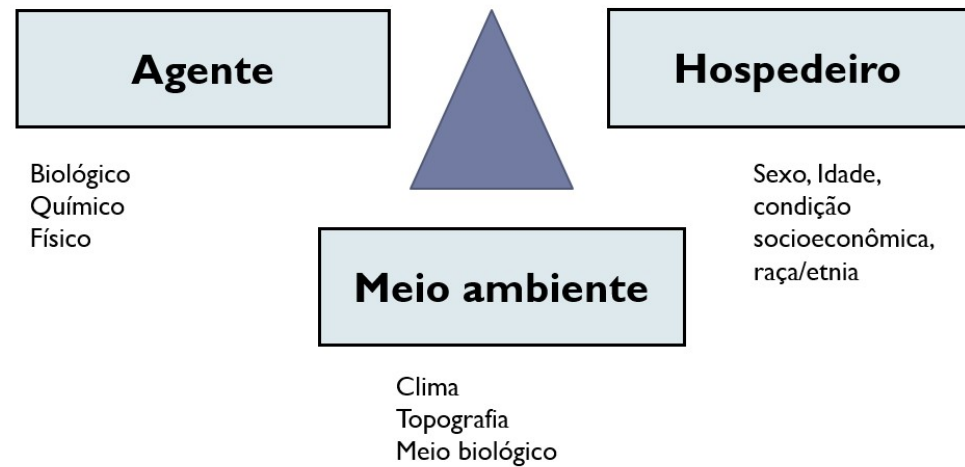 Agente
Hospedeiro
Biológico
Químico
Físico
Sexo, Idade,
condição
socioeconômica,
raça/etnia
Meio ambiente
Clima
Topografia
Meio biológico